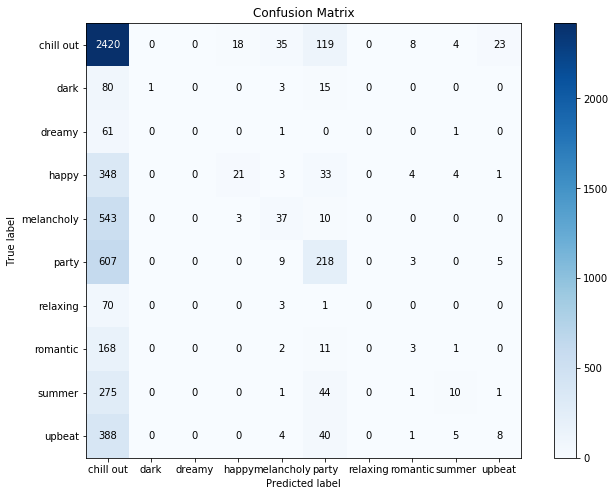 Confusion Matrix
chill out 2420 0 0 18 35 119 0 8 4 23
dark 80 1 0 0 3 15 0 0 0 0
dreamy 61 0 0 0 1 0 0 0 1 0
happy 348 0 0 21 3 33 0 4 4 1
melancholy 543 0 0 3 37 10 0 0 0 0
party 607 0 0 0 9 218 0 3 0 5
relaxing 70 0 0 0 3 1 0 0 0 0
romantic 168 0 0 0 2 11 0 3 1 0
summer 275 0 0 0 1 44 0 1 10 1
upbeat 388 0 0 0 4 40 0 1 5 8
chill out dark dreamy happy melancholy party relaxing romantic summer upbeat
Predicted label
True label
2000
1500
1000
500
0